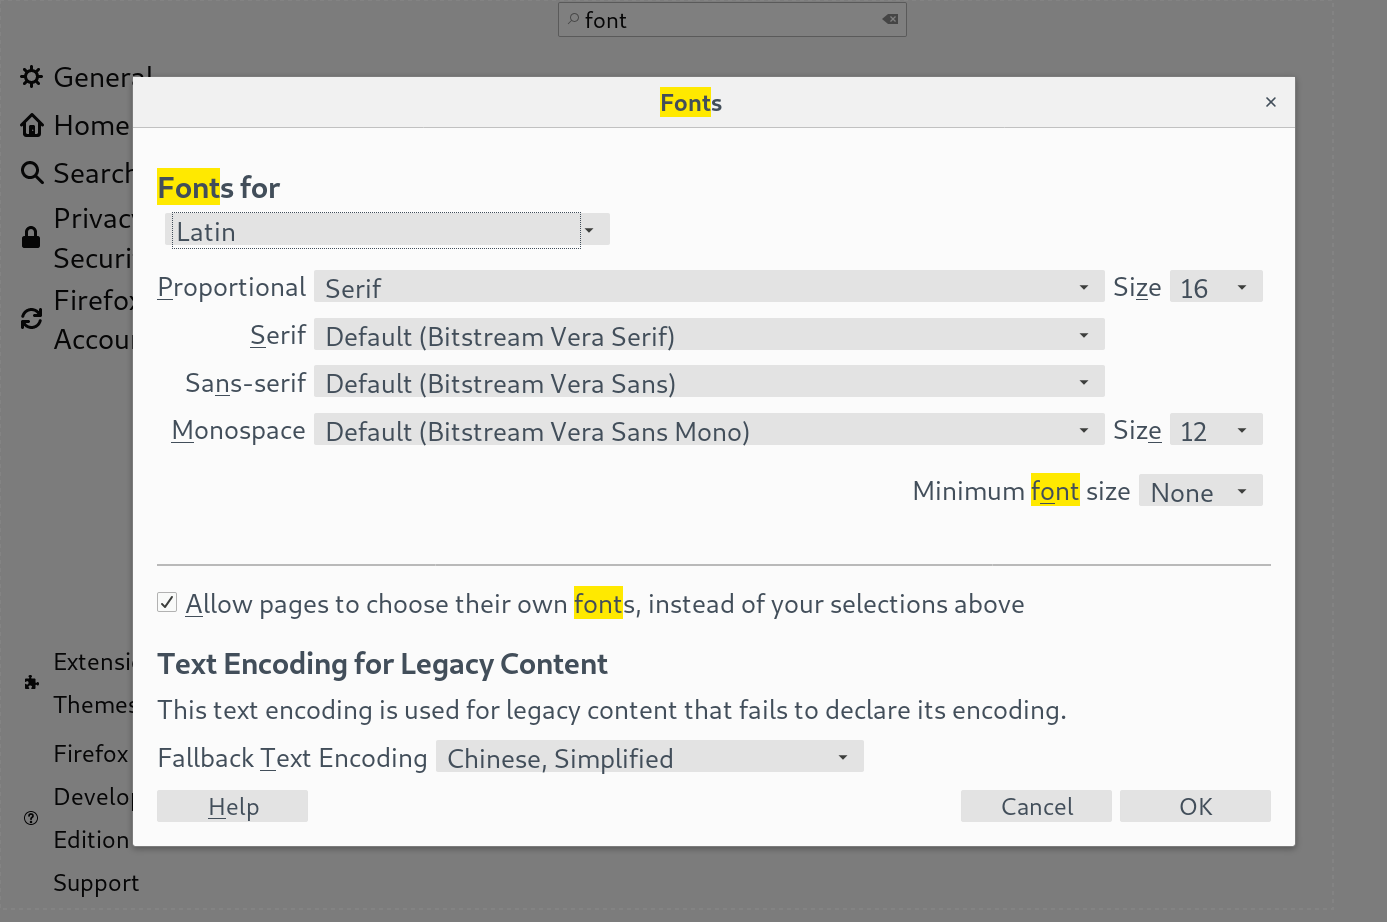 font
General
Home
Search
Privacy
Securi
Firefox
Accou
Fonts
×
Fonts for
Latin
Proportional Serif Size 16
Serif Default (Bitstream Vera Serif)
Sans-serif Default (Bitstream Vera Sans)
Monospace Default (Bitstream Vera Sans Mono) Size 12
Minimum font size None
Allow pages to choose their own fonts, instead of your selections above
Text Encoding for Legacy Content
This text encoding is used for legacy content that fails to declare its encoding.
Fallback Text Encoding Chinese, Simplified
Help Cancel OK
Extensi
Themes
Firefox
Develop
Edition
Support